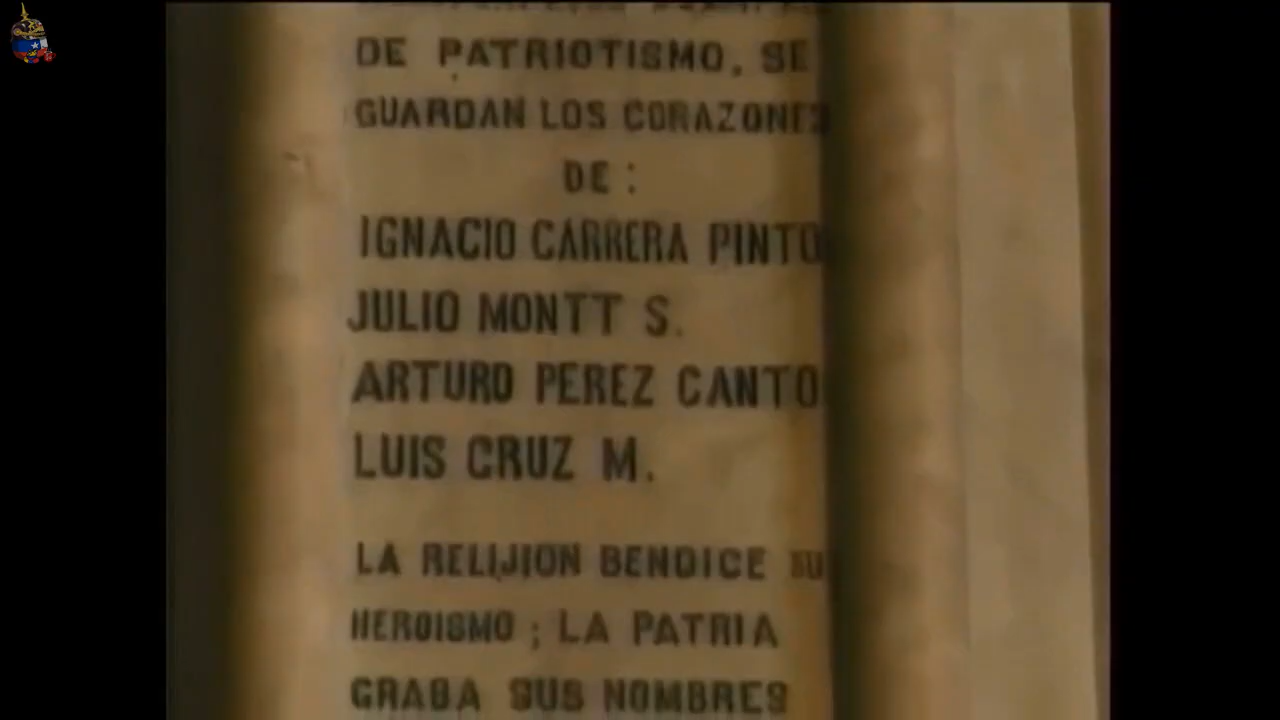 DE PATRIOTISMO, SE
GUARDAN LOS CORAZONES
DE:
IGNACIO CARRERA PINTO
JULIO MONTT S.
ARTURO PEREZ CANTO
LUIS CRUZ M.
LA RELIJION BENDICE SU
HEROISMO; LA PATRIA
GRABA SUS NOMBRES